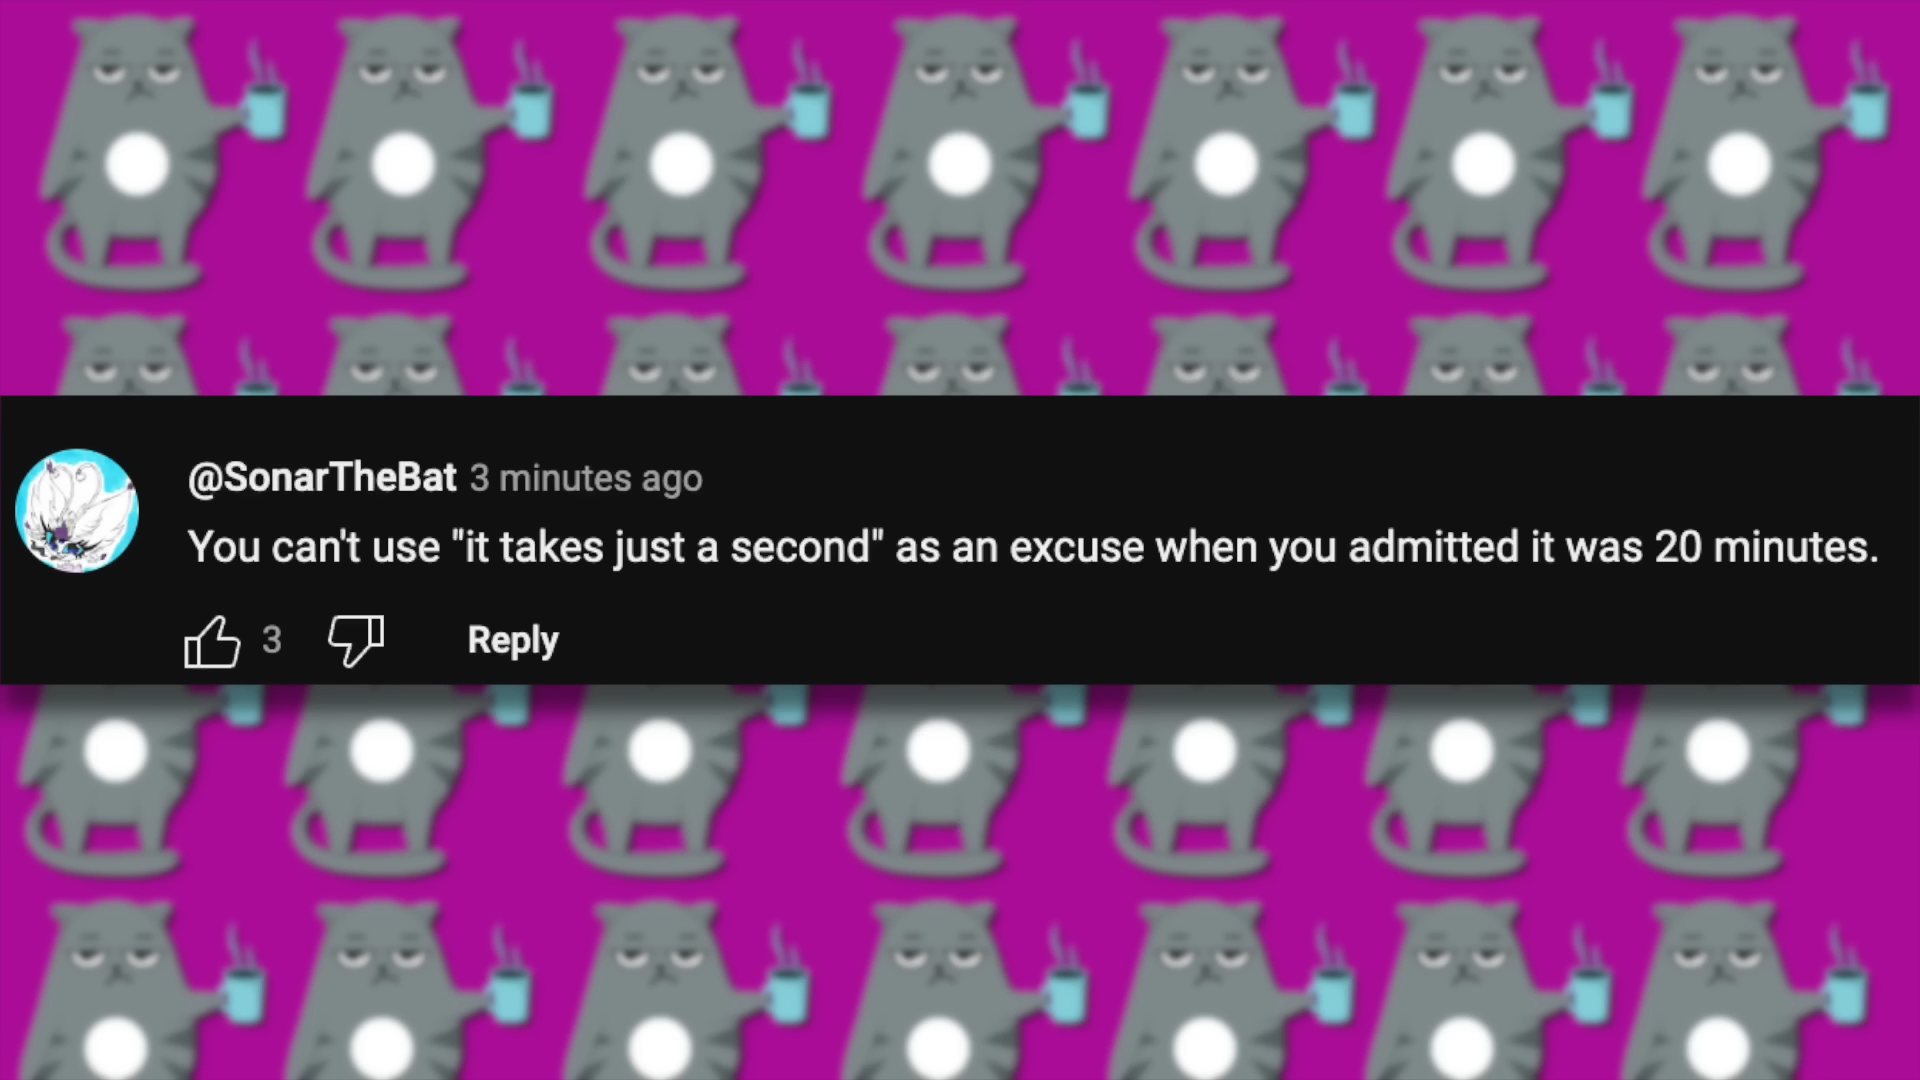 @SonarTheBat 3 minutes ago
You can't use "it takes just a second" as an excuse when you admitted it was 20 minutes.
3 Reply